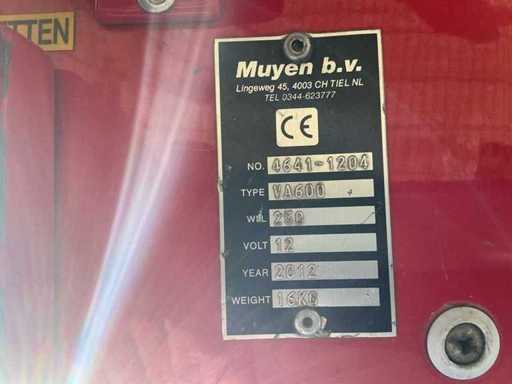 TTEN
Muyen b.v.
Lingeweg 45, 4003 CH TIEL NL
TEL 0344-623777
CE
NO. 4641-1204
TYPE VA600
WLL 250
VOLT 12
YEAR 2012
WEIGHT 16KG